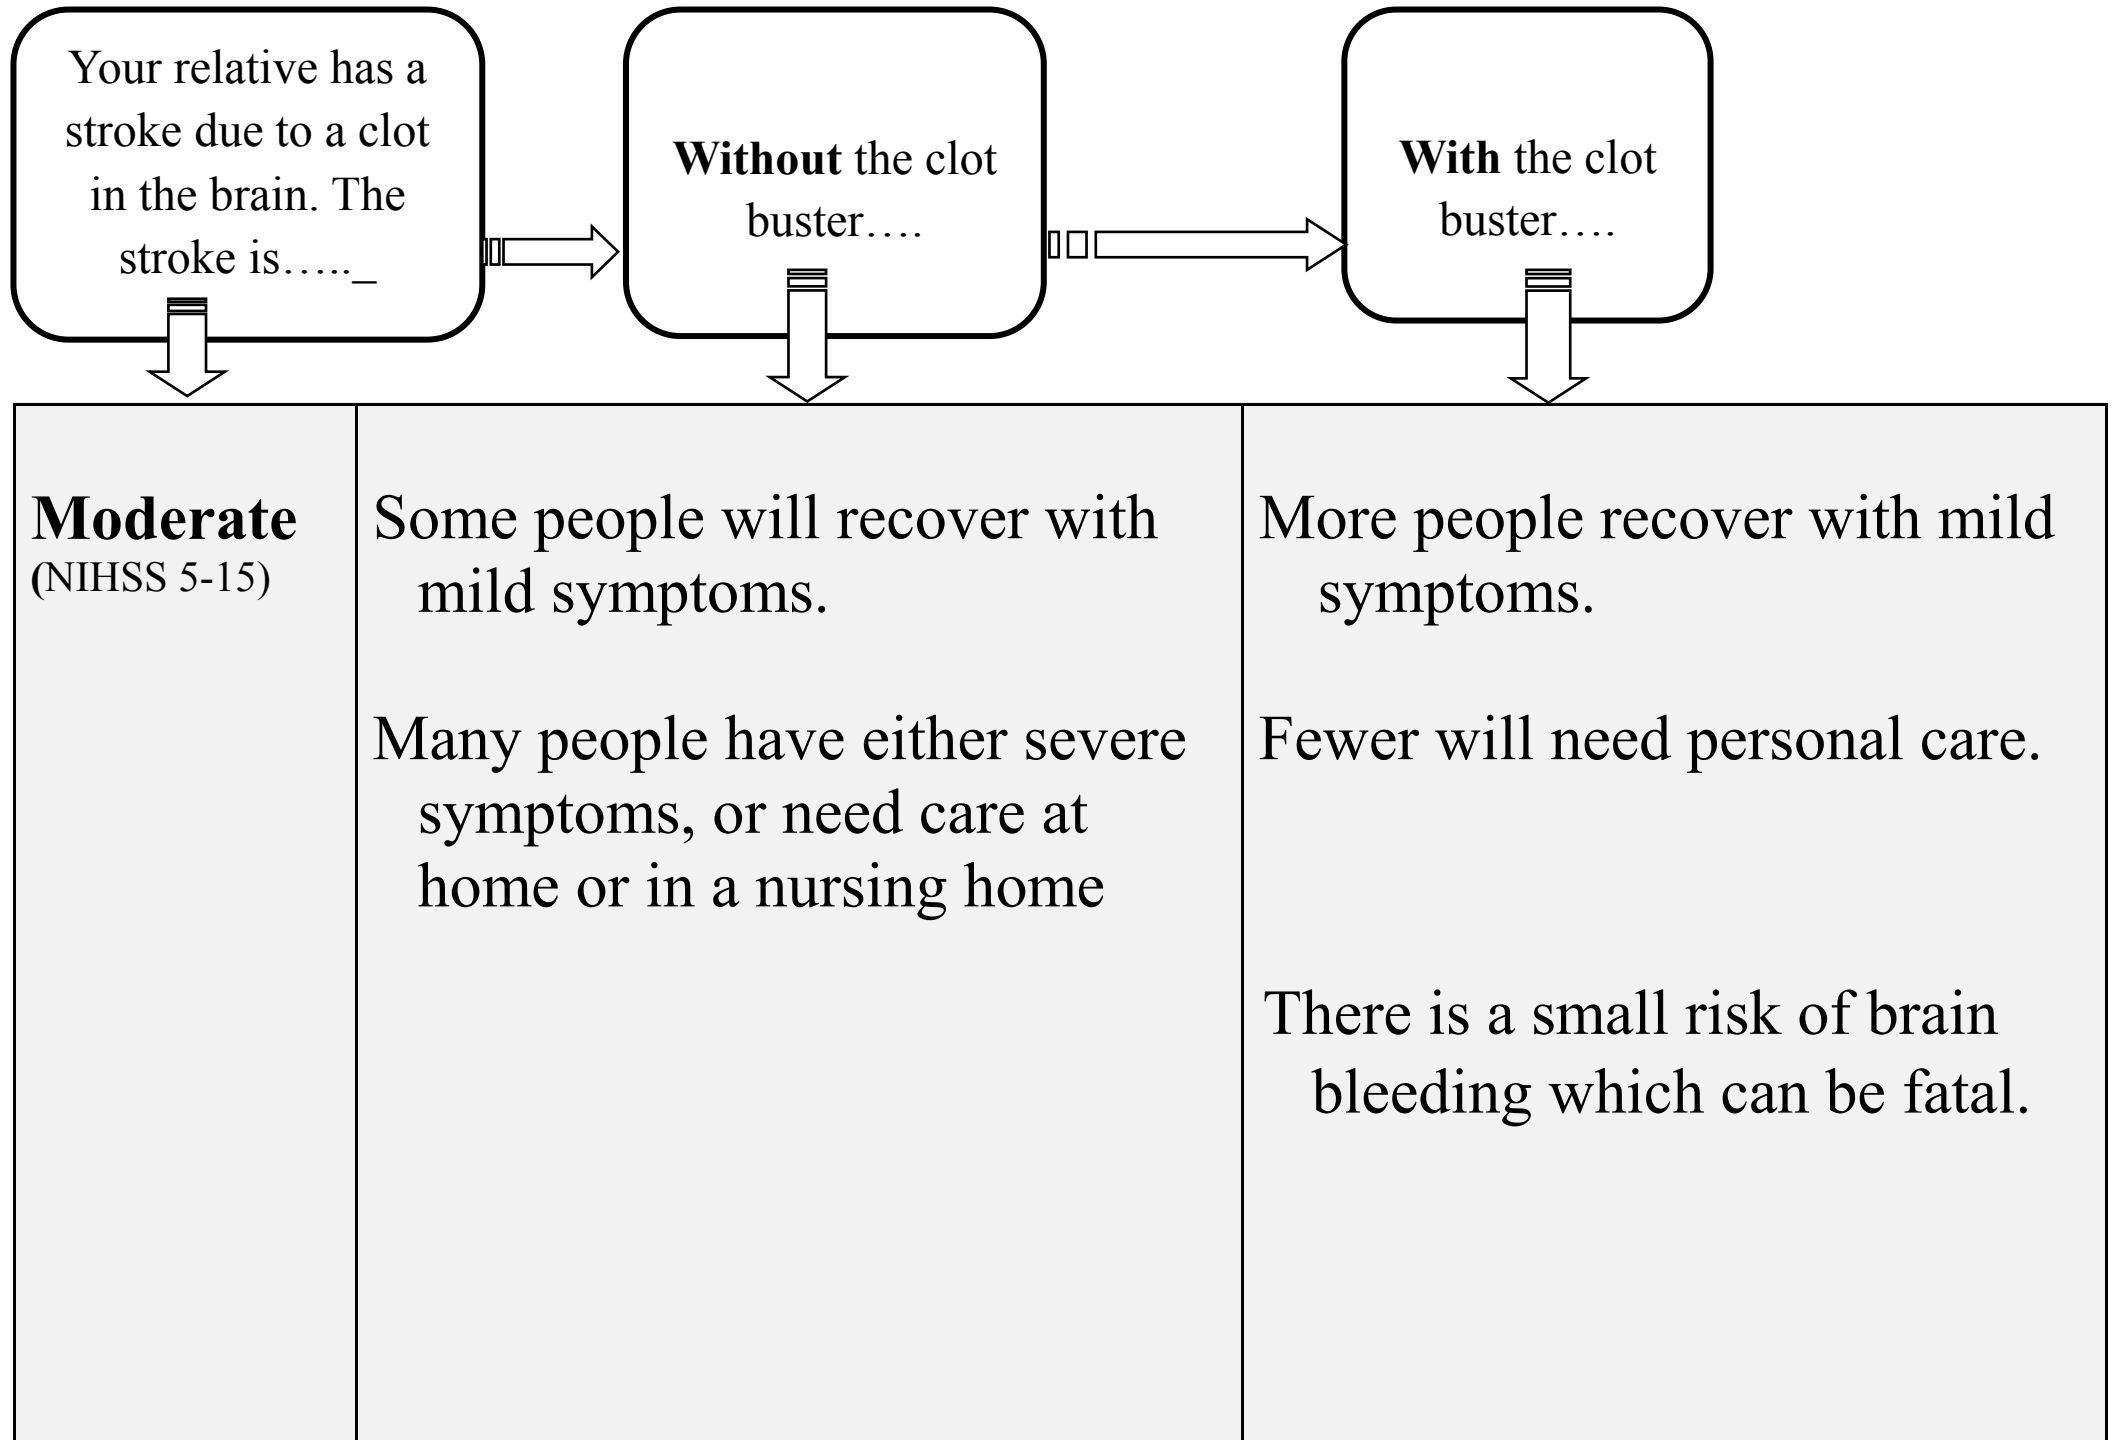 Your relative has a
stroke due to a clot
in the brain. The
stroke is….._
Without the clot
buster….
With the clot
buster….
Moderate
(NIHSS 5-15)
Some people will recover with
mild symptoms.
Many people have either severe
symptoms, or need care at
home or in a nursing home
More people recover with mild
symptoms.
Fewer will need personal care.
There is a small risk of brain
bleeding which can be fatal.